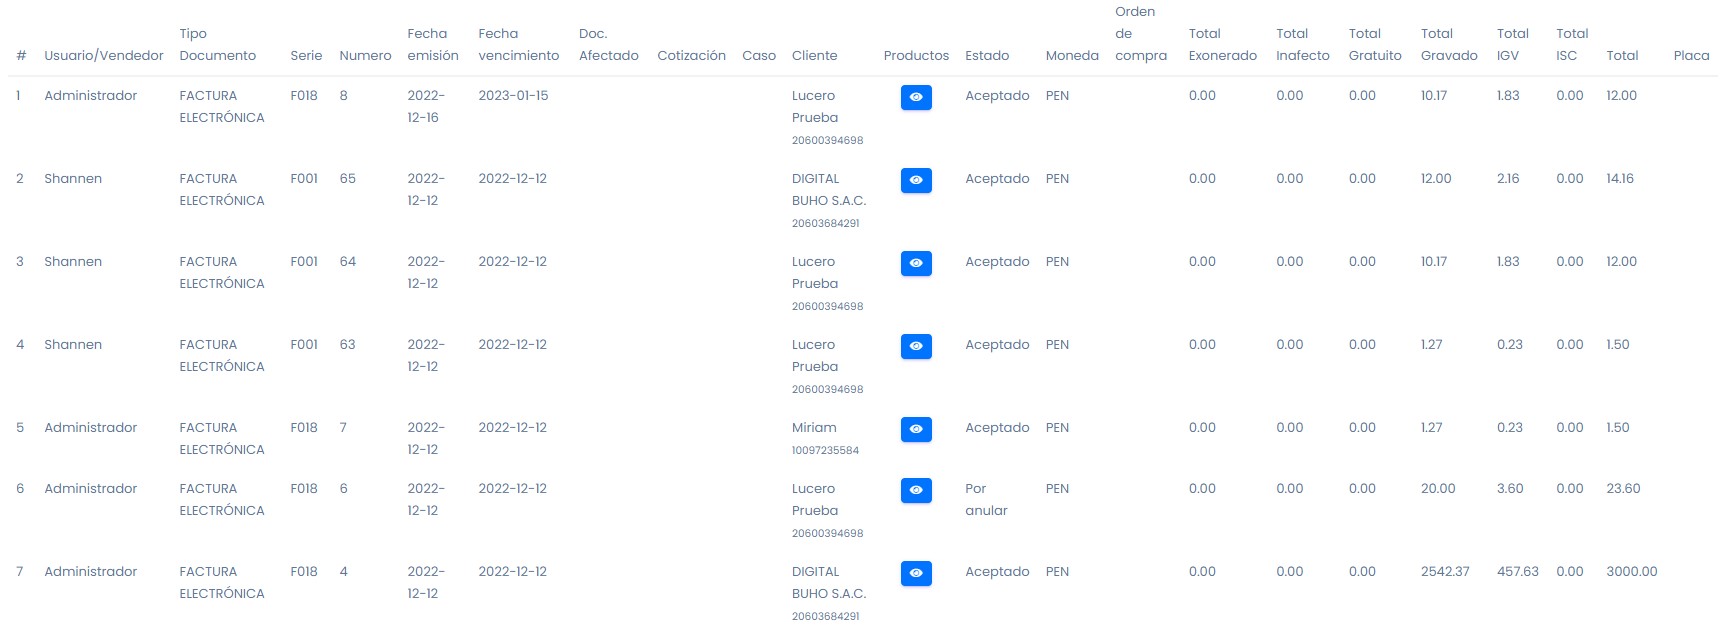 # Usuario/Vendedor Tipo Documento Serie Numero Fecha emisión Fecha vencimiento Doc. Afectado Cotización Caso Cliente Productos Estado Moneda Orden de compra Total Exonerado Total Inafecto Total Gratuito Total Gravado Total IGV Total ISC Total Placa
1 Administrador FACTURA F018 8 2022- 2023-01-15 Lucero Aceptado PEN 0.00 0.00 0.00 10.17 1.83 0.00 12.00
ELECTRÓNICA 12-16 Prueba
20600394698
2 Shannen FACTURA F001 65 2022- 2022-12-12 DIGITAL Aceptado PEN 0.00 0.00 0.00 12.00 2.16 0.00 14.16
ELECTRÓNICA 12-12 BUHO S.A.C.
20603684291
3 Shannen FACTURA F001 64 2022- 2022-12-12 Lucero Aceptado PEN 0.00 0.00 0.00 10.17 1.83 0.00 12.00
ELECTRÓNICA 12-12 Prueba
20600394698
4 Shannen FACTURA F001 63 2022- 2022-12-12 Lucero Aceptado PEN 0.00 0.00 0.00 1.27 0.23 0.00 1.50
ELECTRÓNICA 12-12 Prueba
20600394698
5 Administrador FACTURA F018 7 2022- 2022-12-12 Miriam Aceptado PEN 0.00 0.00 0.00 1.27 0.23 0.00 1.50
ELECTRÓNICA 12-12 10097235584
6 Administrador FACTURA F018 6 2022- 2022-12-12 Lucero Por PEN 0.00 0.00 0.00 20.00 3.60 0.00 23.60
ELECTRÓNICA 12-12 Prueba anular
20600394698
7 Administrador FACTURA F018 4 2022- 2022-12-12 DIGITAL Aceptado PEN 0.00 0.00 0.00 2542.37 457.63 0.00 3000.00
ELECTRÓNICA 12-12 BUHO S.A.C.
20603684291